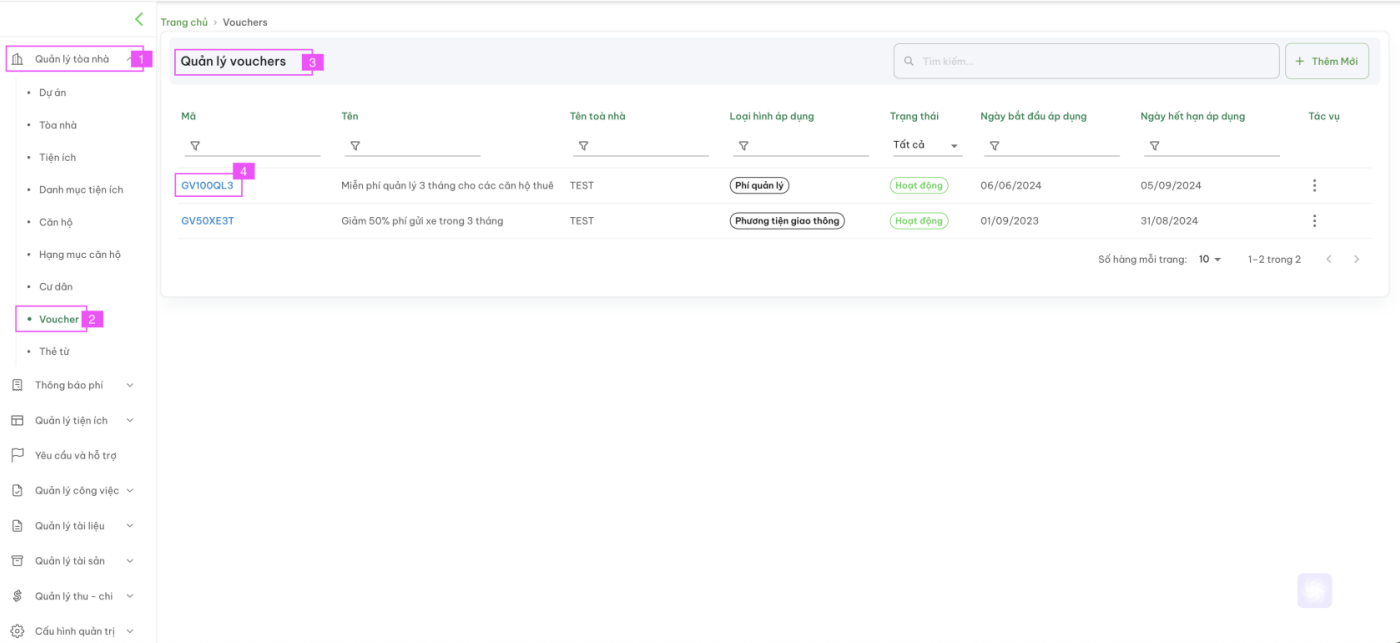 Trang chủ › Vouchers
Quản lý tòa nhà 1
• Dự án
• Tòa nhà
• Tiện ích
• Danh mục tiện ích
• Căn hộ
• Hạng mục căn hộ
• Cư dân
• Voucher 2
• Thẻ từ
Thông báo phí
Quản lý tiện ích
Yêu cầu và hỗ trợ
Quản lý công việc
Quản lý tài liệu
Quản lý tài sản
Quản lý thu - chi
Cấu hình quản trị
Quản lý vouchers 3
Tìm kiếm...
+ Thêm Mới
Mã Tên Tên toà nhà Loại hình áp dụng Trạng thái Ngày bắt đầu áp dụng Ngày hết hạn áp dụng Tác vụ
Tất cả
4
GV100QL3 Miễn phí quản lý 3 tháng cho các căn hộ thuê TEST Phí quản lý Hoạt động 06/06/2024 05/09/2024
GV50XE3T Giảm 50% phí gửi xe trong 3 tháng TEST Phương tiện giao thông Hoạt động 01/09/2023 31/08/2024
Số hàng mỗi trang: 10 1–2 trong 2